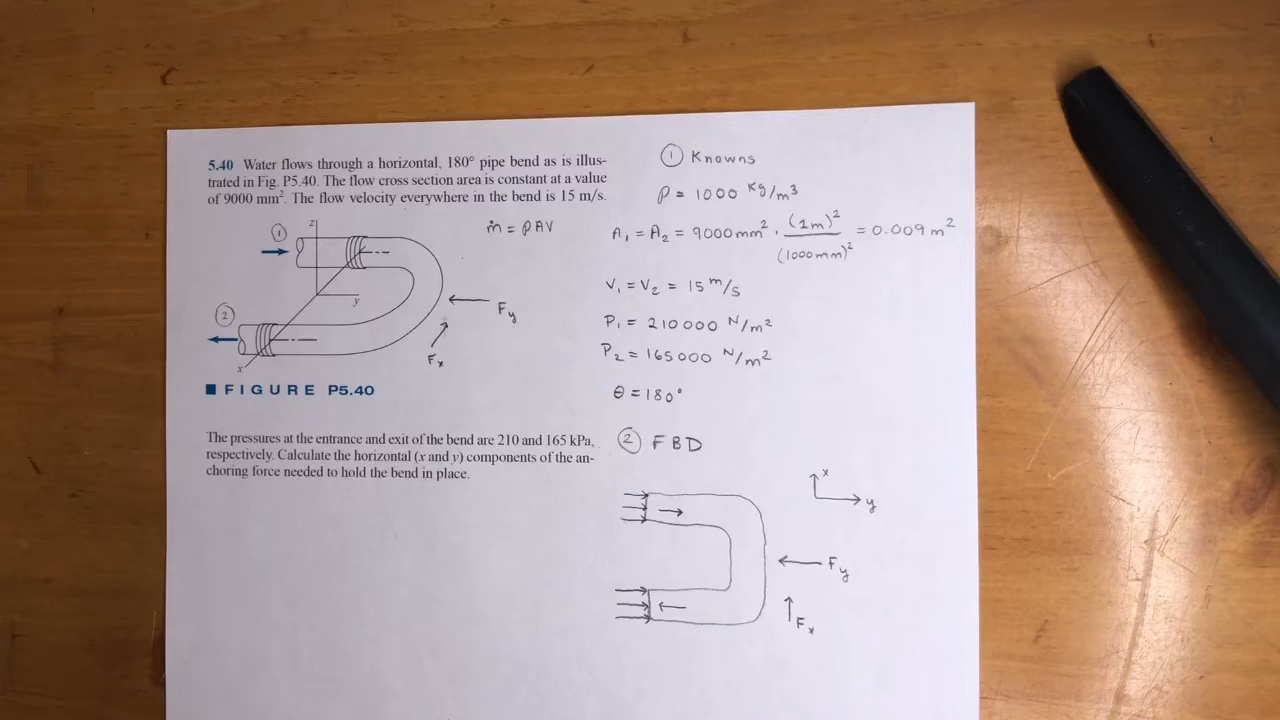 5.40 Water flows through a horizontal, 180° pipe bend as is illus-
trated in Fig. P5.40. The flow cross section area is constant at a value
of 9000 mm². The flow velocity everywhere in the bend is 15 m/s.
ṁ = ρAV
1
z
y
x
2
Fy
Fx
■ FIGURE P5.40
The pressures at the entrance and exit of the bend are 210 and 165 kPa,
respectively. Calculate the horizontal (x and y) components of the an-
choring force needed to hold the bend in place.
① Knowns
ρ = 1000 Kg/m³
A₁ = A₂ = 9000 mm² · (1m)²/(1000mm)² = 0.009 m²
V₁ = V₂ = 15 m/s
P₁ = 210000 N/m²
P₂ = 165000 N/m²
θ = 180°
② FBD
x
y
Fy
Fx